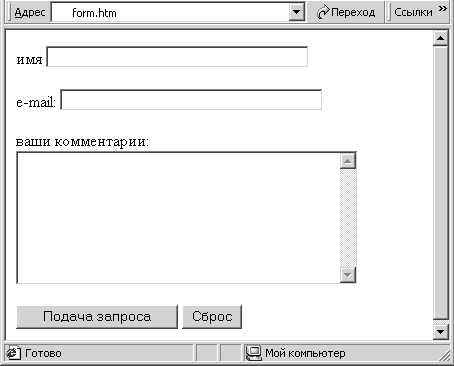 Адрес form.htm Переход Ссылки »
имя
e-mail:
ваши комментарии:
Подача запроса Сброс
Готово Мой компьютер